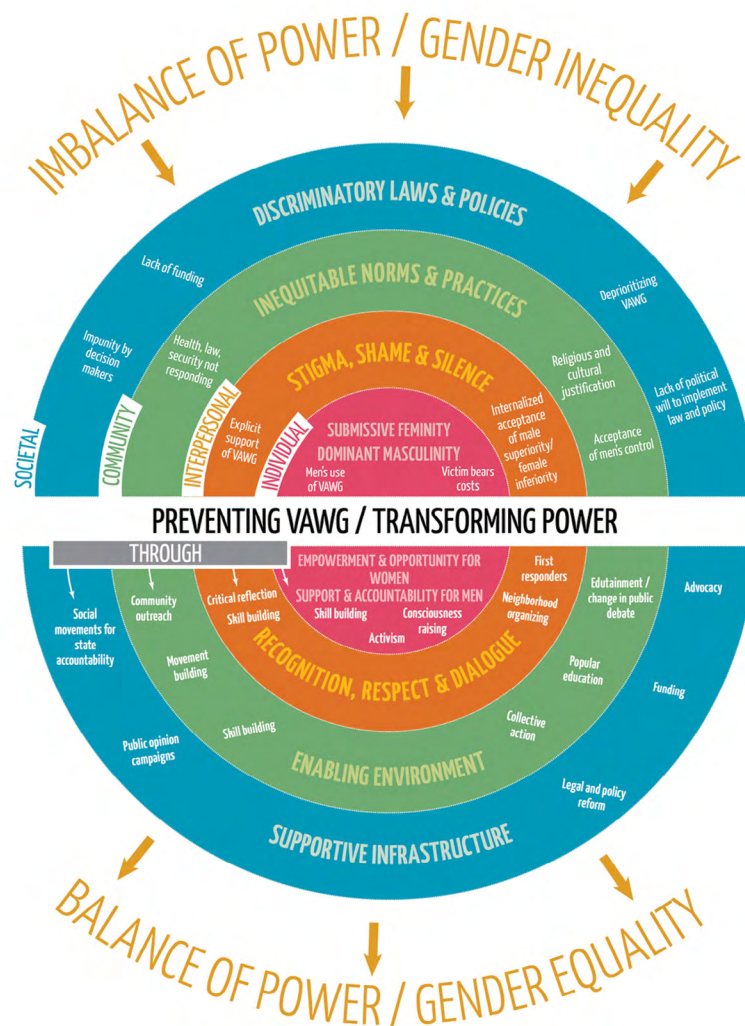 IMBALANCE OF POWER / GENDER INEQUALITY
DISCRIMINATORY LAWS & POLICIES
Lack of funding
Deprioritizing
VAWG
Impunity by
decision
makers
Lack of political
will to implement
law and policy
SOCIETAL
INEQUITABLE NORMS & PRACTICES
Health, law,
security not
responding
Religious and
cultural
justification
Acceptance
of men's control
COMMUNITY
STIGMA, SHAME & SILENCE
Explicit
support
of VAWG
Internalized
acceptance
of male
superiority/
female
inferiority
INTERPERSONAL
SUBMISSIVE FEMINITY
DOMINANT MASCULINITY
Men's use
of VAWG
Victim bears
costs
INDIVIDUAL
PREVENTING VAWG / TRANSFORMING POWER
THROUGH
EMPOWERMENT & OPPORTUNITY FOR
WOMEN
SUPPORT & ACCOUNTABILITY FOR MEN
Skill building
Consciousness
raising
Activism
Critical reflection
Skill building
First
responders
Neighborhood
organizing
RECOGNITION, RESPECT & DIALOGUE
Community
outreach
Movement
building
Skill building
Edutainment /
change in public
debate
Popular
education
Collective
action
ENABLING ENVIRONMENT
Social
movements for
state
accountability
Public opinion
campaigns
Advocacy
Funding
Legal and policy
reform
SUPPORTIVE INFRASTRUCTURE
BALANCE OF POWER / GENDER EQUALITY